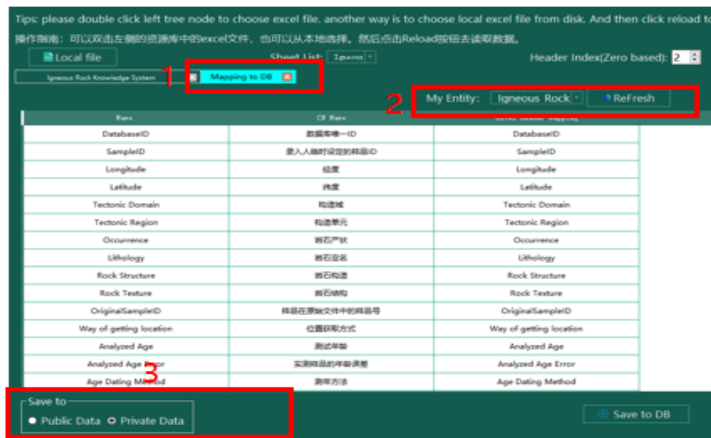 Tips: please double click left tree node to choose excel file. another way is to choose local excel file from disk. And then click reload to
操作指南：可以双击左侧的资源库中的excel文件，也可以从本地选择。然后点击Reload按钮去读取数据。
Local file Sheet List: Igneous Header Index(Zero based): 2
1 Igneous Rock Knowledge System Mapping to DB
2 My Entity: Igneous Rock ReFresh
Name CN Name
DatabaseID 数据库唯一ID DatabaseID
SampleID 录入人临时设定的样品ID SampleID
Longitude 经度 Longitude
Latitude 纬度 Latitude
Tectonic Domain 构造域 Tectonic Domain
Tectonic Region 构造单元 Tectonic Region
Occurrence 岩石产状 Occurrence
Lithology 岩石定名 Lithology
Rock Structure 岩石构造 Rock Structure
Rock Texture 岩石结构 Rock Texture
OriginalSampleID 样品在原始文件中的样品号 OriginalSampleID
Way of getting location 位置获取方式 Way of getting location
Analyzed Age 测试年龄 Analyzed Age
Analyzed Age Error 实测样品的年龄误差 Analyzed Age Error
3 Age Dating Method 测年方法 Age Dating Method
Save to
Public Data Private Data Save to DB